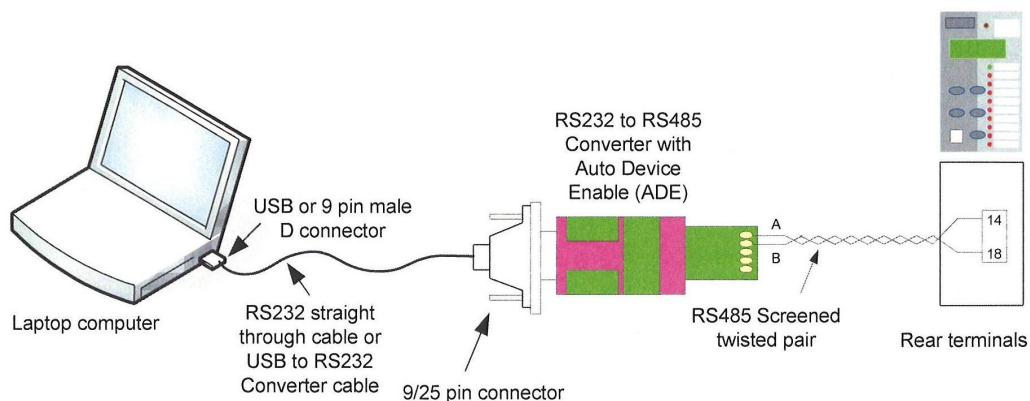 RS232 to RS485
Converter with
Auto Device
Enable (ADE)
USB or 9 pin male
D connector
A
B
14
18
Laptop computer
RS232 straight
through cable or
USB to RS232
Converter cable
9/25 pin connector
RS485 Screened
twisted pair
Rear terminals